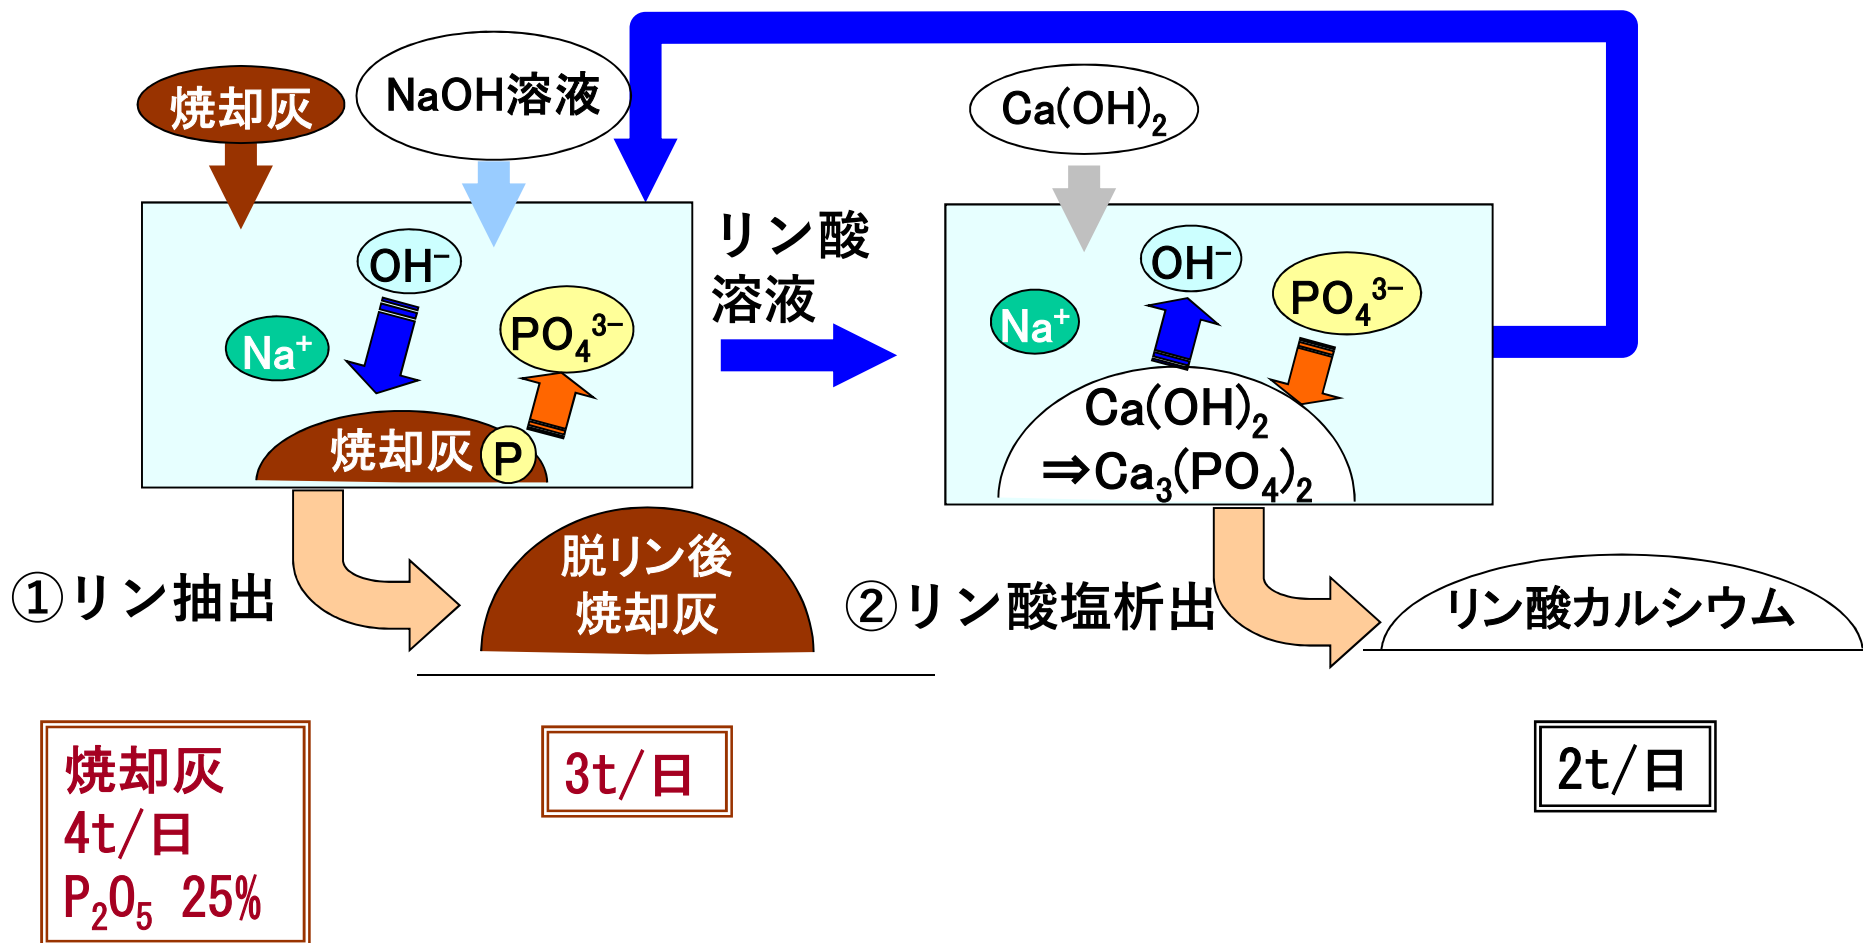 焼却灰
NaOH溶液
Ca(OH)₂
OH⁻
Na⁺
PO₄³⁻
焼却灰
P
リン酸
溶液
OH⁻
Na⁺
PO₄³⁻
Ca(OH)₂
⇒Ca₃(PO₄)₂
①リン抽出
脱リン後
焼却灰
②リン酸塩析出
リン酸カルシウム
焼却灰
4t/日
P₂O₅ 25%
3t/日
2t/日